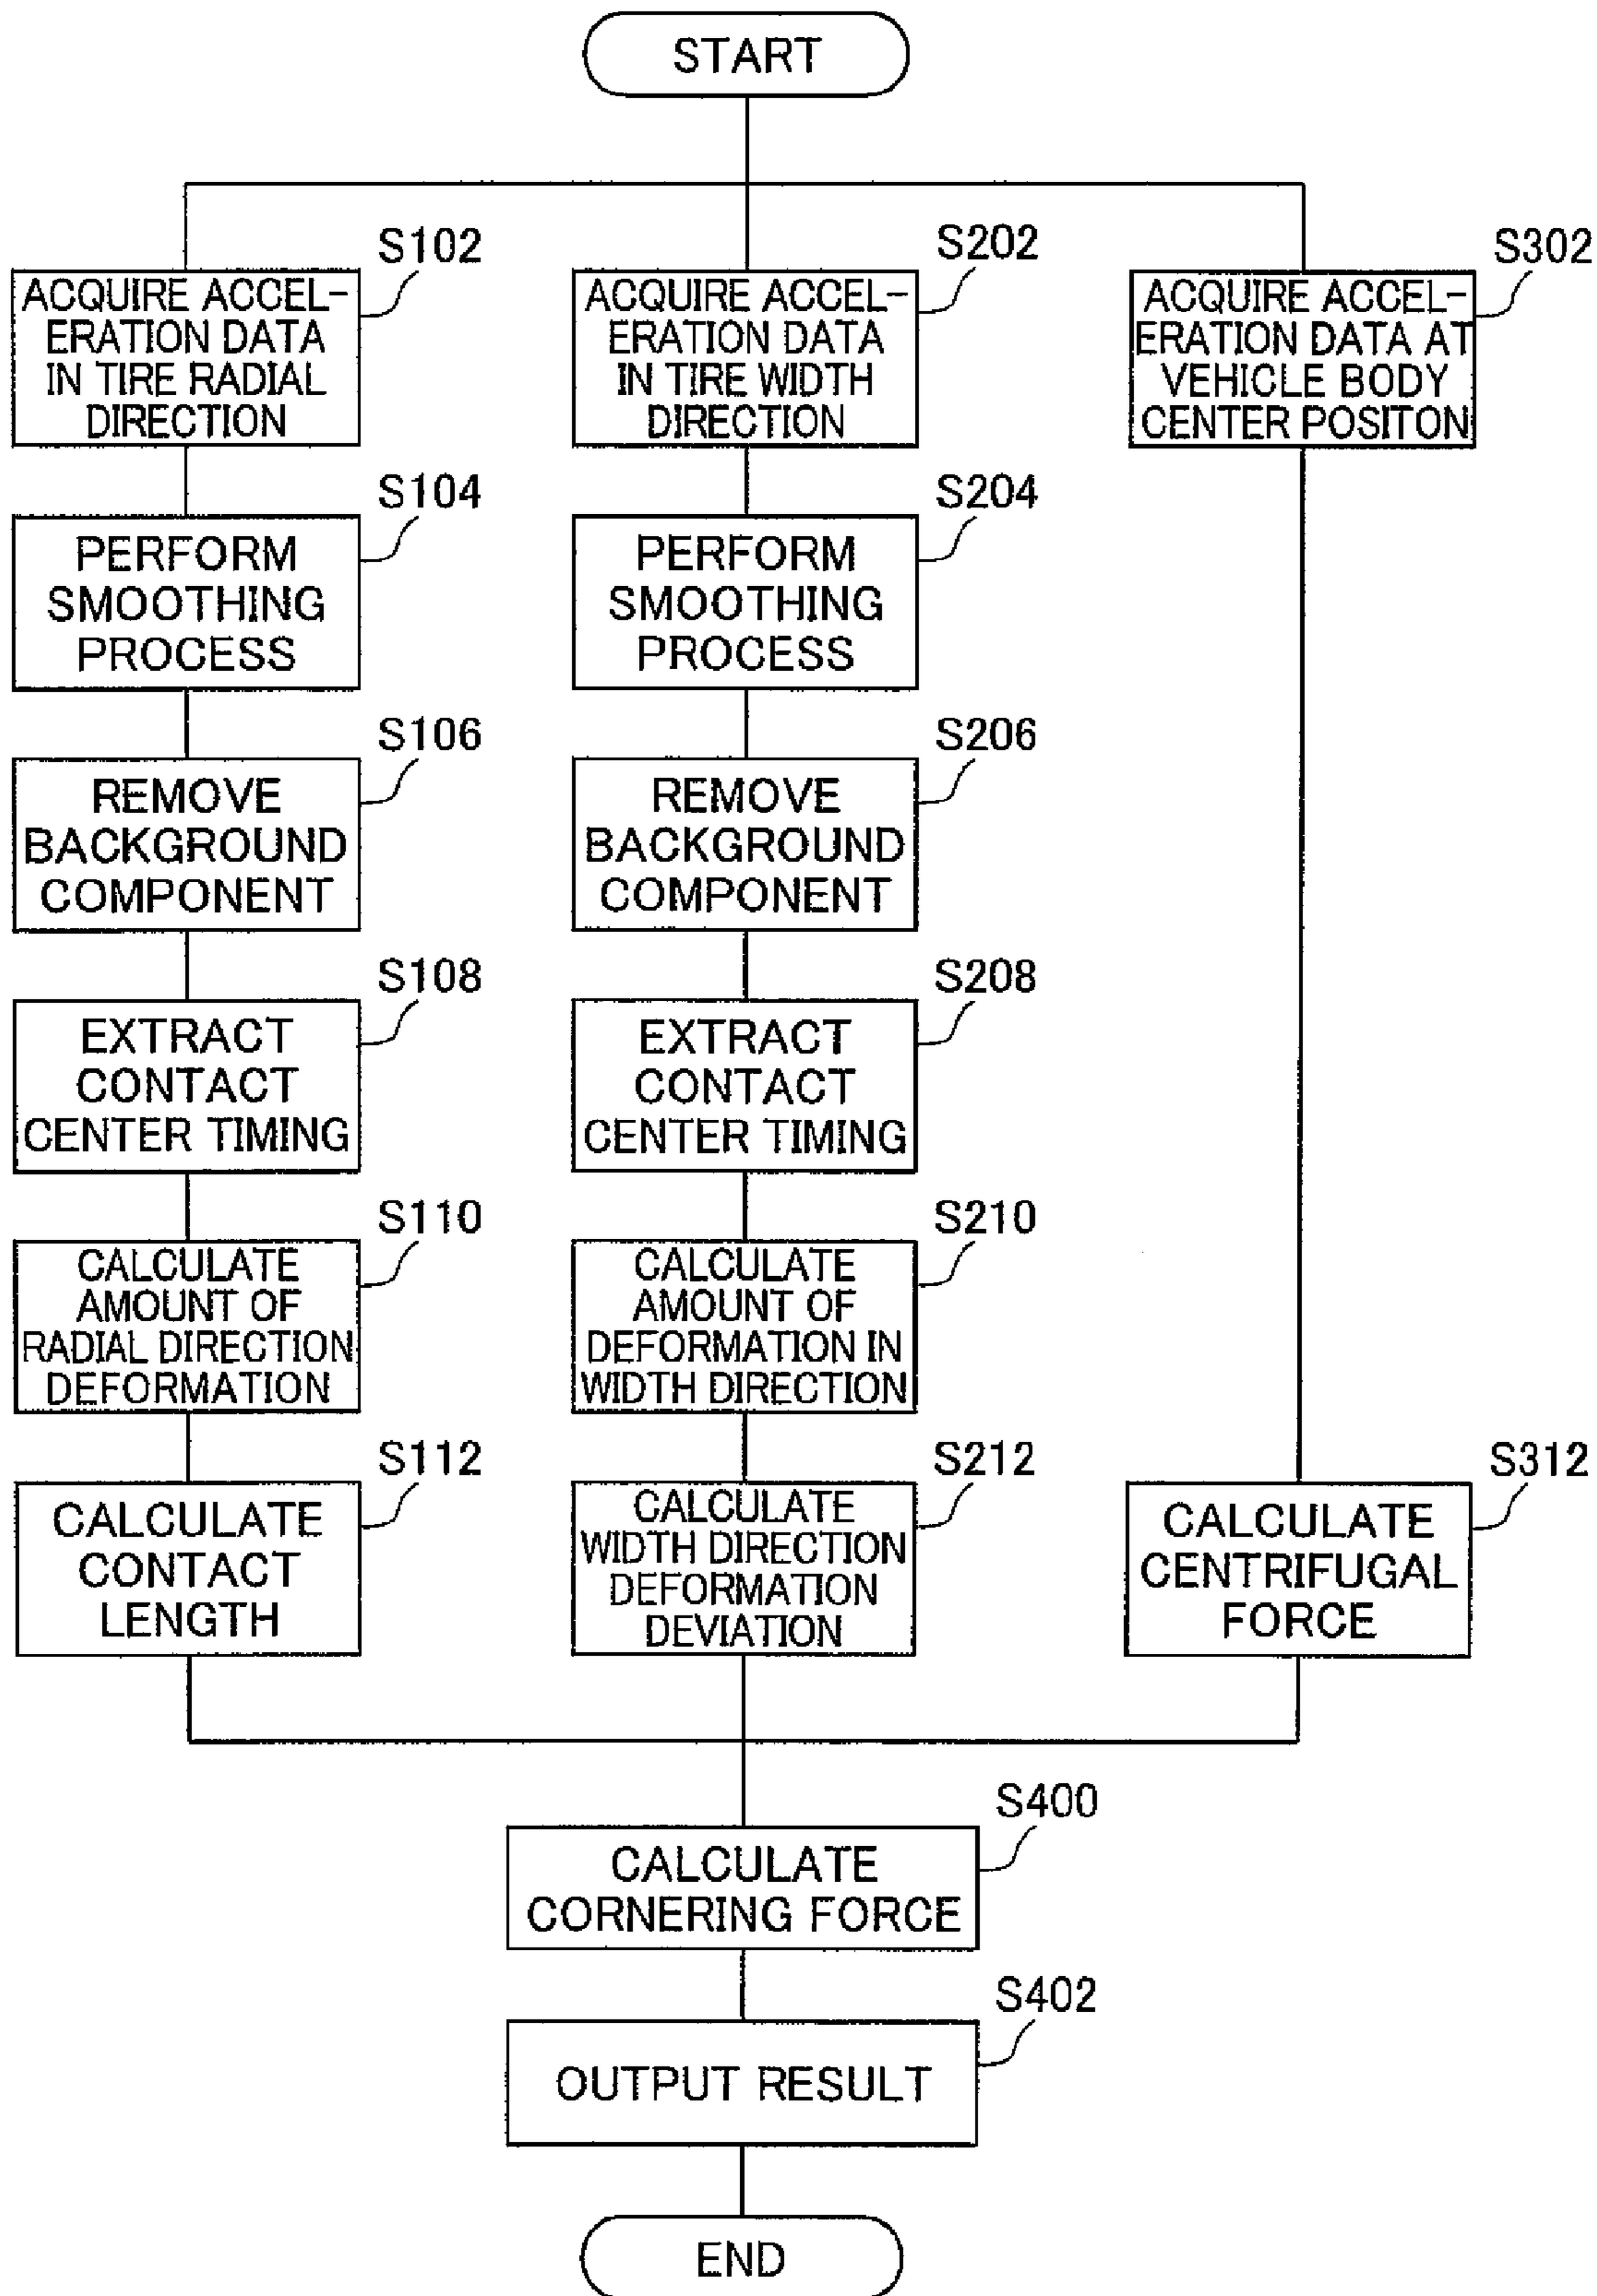 START
S102
ACQUIRE ACCEL-
ERATION DATA
IN TIRE RADIAL
DIRECTION
S104
PERFORM
SMOOTHING
PROCESS
S106
REMOVE
BACKGROUND
COMPONENT
S108
EXTRACT
CONTACT
CENTER TIMING
S110
CALCULATE
AMOUNT OF
RADIAL DIRECTION
DEFORMATION
S112
CALCULATE
CONTACT
LENGTH
S202
ACQUIRE ACCEL-
ERATION DATA
IN TIRE WIDTH
DIRECTION
S204
PERFORM
SMOOTHING
PROCESS
S206
REMOVE
BACKGROUND
COMPONENT
S208
EXTRACT
CONTACT
CENTER TIMING
S210
CALCULATE
AMOUNT OF
DEFORMATION IN
WIDTH DIRECTION
S212
CALCULATE
WIDTH DIRECTION
DEFORMATION
DEVIATION
S302
ACQUIRE ACCEL-
ERATION DATA AT
VEHICLE BODY
CENTER POSITON
S312
CALCULATE
CENTRIFUGAL
FORCE
S400
CALCULATE
CORNERING FORCE
S402
OUTPUT RESULT
END